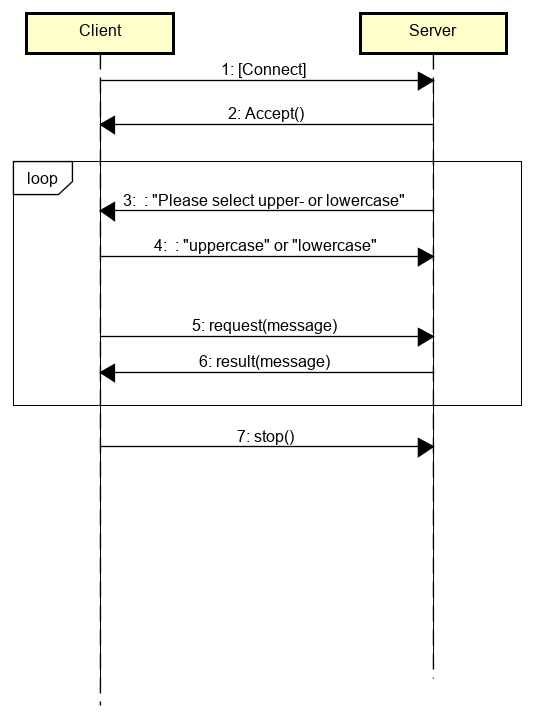 Client
Server
1: [Connect]
2: Accept()
loop
3:  : "Please select upper- or lowercase"
4:  : "uppercase" or "lowercase"
5: request(message)
6: result(message)
7: stop()